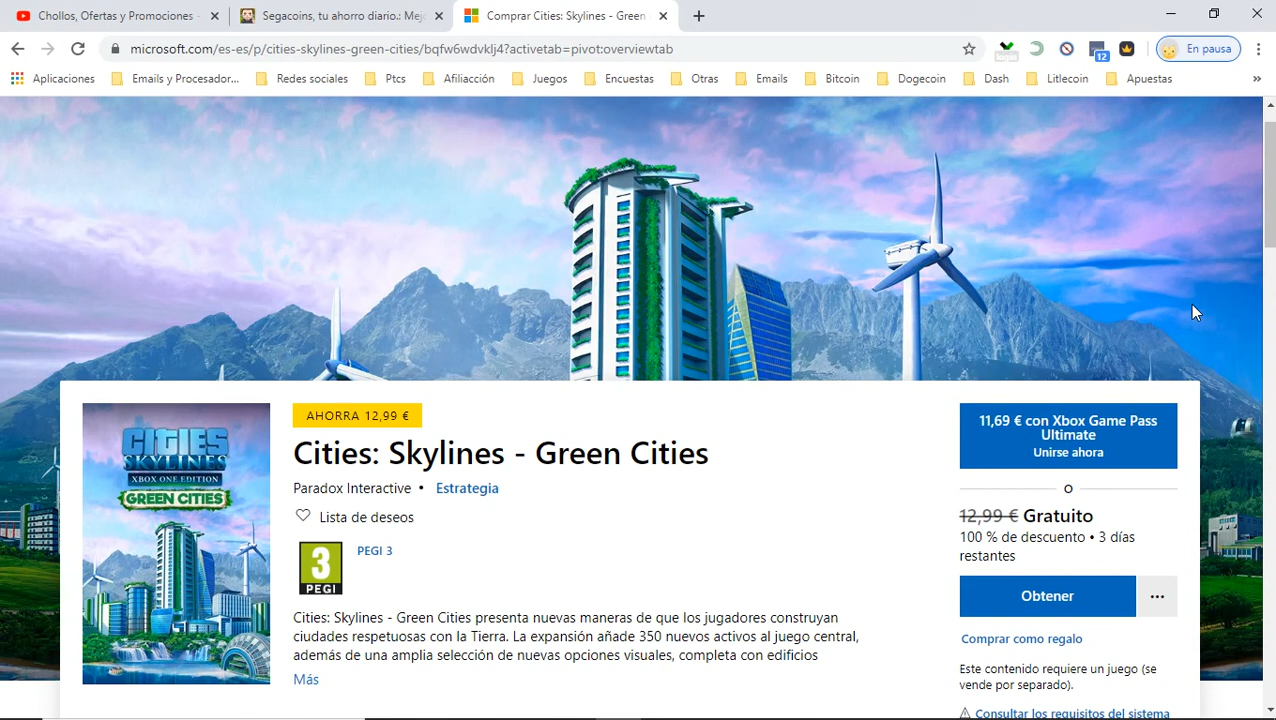 Chollos, Ofertas y Promociones -
Segacoins, tu ahorro diario.: Mejo
Comprar Cities: Skylines - Green
microsoft.com/es-es/p/cities-skylines-green-cities/bqfw6wdvklj4?activetab=pivot:overviewtab
12
En pausa
Aplicaciones
Emails y Procesador...
Redes sociales
Ptcs
Afiliacción
Juegos
Encuestas
Otras
Emails
Bitcoin
Dogecoin
Dash
Litlecoin
Apuestas
»
CITIES
SKYLINES
XBOX ONE EDITION
GREEN CITIES
AHORRA 12,99 €
Cities: Skylines - Green Cities
Paradox Interactive • Estrategia
Lista de deseos
3
PEGI
PEGI 3
Cities: Skylines - Green Cities presenta nuevas maneras de que los jugadores construyan
ciudades respetuosas con la Tierra. La expansión añade 350 nuevos activos al juego central,
además de una amplia selección de nuevas opciones visuales, completa con edificios
Más
11,69 € con Xbox Game Pass
Ultimate
Unirse ahora
O
12,99 € Gratuito
100 % de descuento • 3 días
restantes
Obtener
...
Comprar como regalo
Este contenido requiere un juego (se
vende por separado).
Consultar los requisitos del sistema